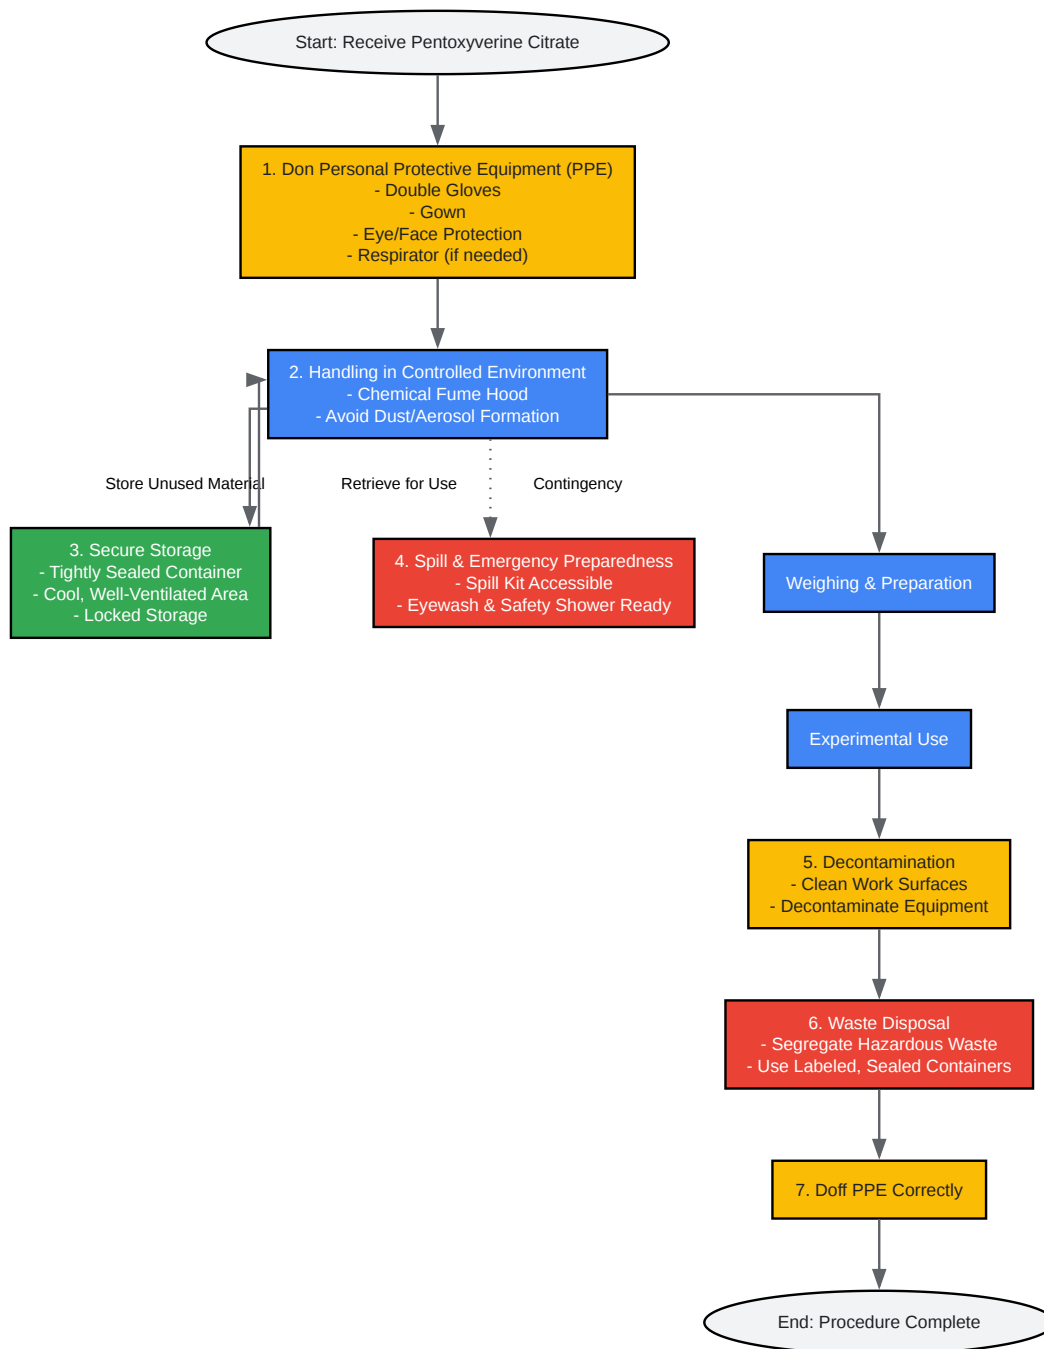 Start: Receive Pentoxyverine Citrate
1. Don Personal Protective Equipment (PPE)
- Double Gloves
- Gown
- Eye/Face Protection
- Respirator (if needed)
2. Handling in Controlled Environment
- Chemical Fume Hood
- Avoid Dust/Aerosol Formation
Store Unused Material
Retrieve for Use
Contingency
3. Secure Storage
- Tightly Sealed Container
- Cool, Well-Ventilated Area
- Locked Storage
4. Spill & Emergency Preparedness
- Spill Kit Accessible
- Eyewash & Safety Shower Ready
Weighing & Preparation
Experimental Use
5. Decontamination
- Clean Work Surfaces
- Decontaminate Equipment
6. Waste Disposal
- Segregate Hazardous Waste
- Use Labeled, Sealed Containers
7. Doff PPE Correctly
End: Procedure Complete